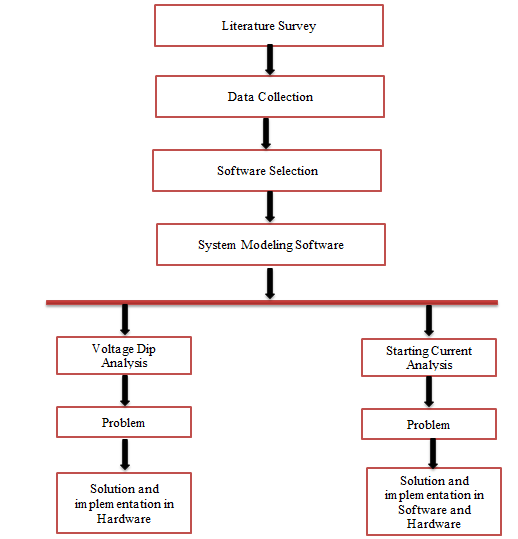 Literature Survey
Data Collection
Software Selection
System Modeling Software
Voltage Dip
Analysis
Problem
Solution and
implementation in
Hardware
Starting Current
Analysis
Problem
Solution and
implementation in
Software and
Hardware